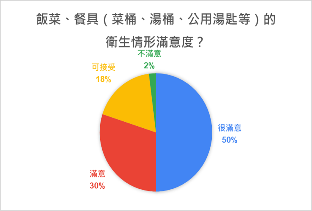 飯菜、餐具（菜桶、湯桶、公用湯匙等）的
衛生情形滿意度？
不滿意
2%
可接受
18%
很滿意
50%
滿意
30%